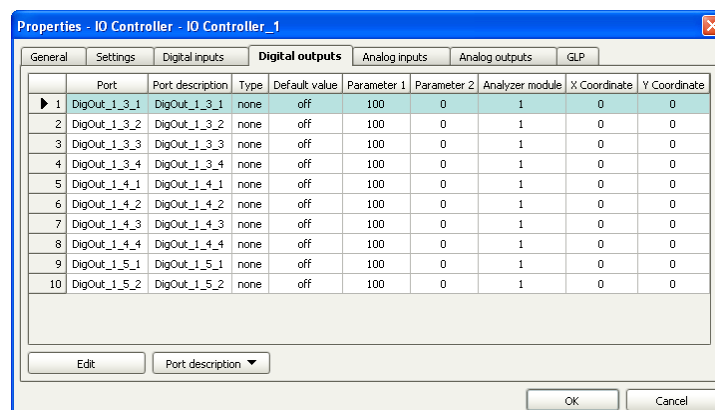 Properties - IO Controller - IO Controller_1
General Settings Digital inputs Digital outputs Analog inputs Analog outputs GLP
Port Port description Type Default value Parameter 1 Parameter 2 Analyzer module X Coordinate Y Coordinate
1 DigOut_1_3_1 DigOut_1_3_1 none off 100 0 1 0 0
2 DigOut_1_3_2 DigOut_1_3_2 none off 100 0 1 0 0
3 DigOut_1_3_3 DigOut_1_3_3 none off 100 0 1 0 0
4 DigOut_1_3_4 DigOut_1_3_4 none off 100 0 1 0 0
5 DigOut_1_4_1 DigOut_1_4_1 none off 100 0 1 0 0
6 DigOut_1_4_2 DigOut_1_4_2 none off 100 0 1 0 0
7 DigOut_1_4_3 DigOut_1_4_3 none off 100 0 1 0 0
8 DigOut_1_4_4 DigOut_1_4_4 none off 100 0 1 0 0
9 DigOut_1_5_1 DigOut_1_5_1 none off 100 0 1 0 0
10 DigOut_1_5_2 DigOut_1_5_2 none off 100 0 1 0 0
Edit Port description
OK Cancel